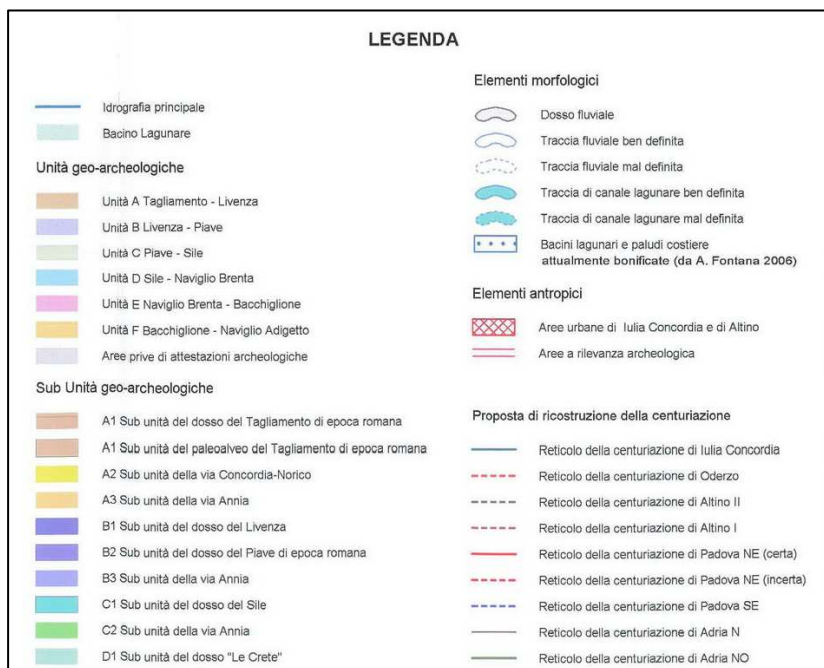 LEGENDA
Idrografia principale
Bacino Lagunare
Unità geo-archeologiche
Unità A Tagliamento - Livenza
Unità B Livenza - Piave
Unità C Piave - Sile
Unità D Sile - Naviglio Brenta
Unità E Naviglio Brenta - Bacchiglione
Unità F Bacchiglione - Naviglio Adigetto
Aree prive di attestazioni archeologiche
Sub Unità geo-archeologiche
A1 Sub unità del dosso del Tagliamento di epoca romana
A1 Sub unità del paleoalveo del Tagliamento di epoca romana
A2 Sub unità della via Concordia-Norico
A3 Sub unità della via Annia
B1 Sub unità del dosso del Livenza
B2 Sub unità del dosso del Piave di epoca romana
B3 Sub unità della via Annia
C1 Sub unità del dosso del Sile
C2 Sub unità della via Annia
D1 Sub unità del dosso "Le Crete"
Elementi morfologici
Dosso fluviale
Traccia fluviale ben definita
Traccia fluviale mal definita
Traccia di canale lagunare ben definita
Traccia di canale lagunare mal definita
Bacini lagunari e paludi costiere
attualmente bonificate (da A. Fontana 2006)
Elementi antropici
Aree urbane di Iulia Concordia e di Altino
Aree a rilevanza archeologica
Proposta di ricostruzione della centuriazione
Reticolo della centuriazione di Iulia Concordia
Reticolo della centuriazione di Oderzo
Reticolo della centuriazione di Altino II
Reticolo della centuriazione di Altino I
Reticolo della centuriazione di Padova NE (certa)
Reticolo della centuriazione di Padova NE (incerta)
Reticolo della centuriazione di Padova SE
Reticolo della centuriazione di Adria N
Reticolo della centuriazione di Adria NO